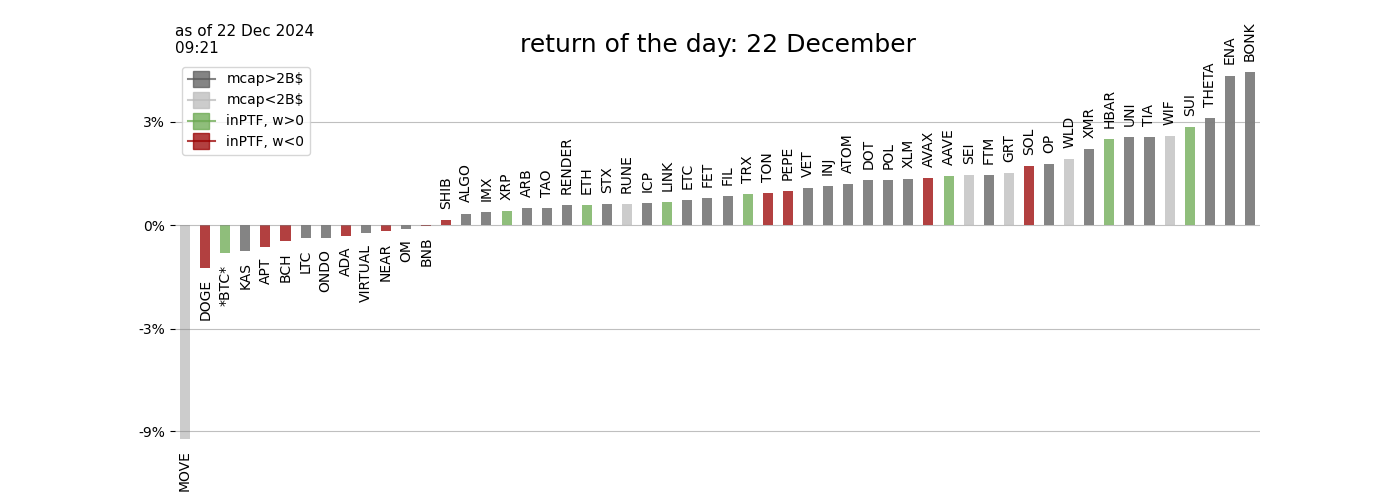 as of 22 Dec 2024
09:21
return of the day: 22 December
mcap>2B$
mcap<2B$
inPTF, w>0
inPTF, w<0
3%
0%
-3%
-9%
MOVE
DOGE
*BTC*
KAS
APT
BCH
LTC
ONDO
ADA
VIRTUAL
NEAR
OM
BNB
SHIB
ALGO
IMX
XRP
ARB
TAO
RENDER
ETH
STX
RUNE
ICP
LINK
ETC
FET
FIL
TRX
TON
PEPE
VET
INJ
ATOM
DOT
POL
XLM
AVAX
AAVE
SEI
FTM
GRT
SOL
OP
WLD
XMR
HBAR
UNI
TIA
WIF
SUI
THETA
ENA
BONK